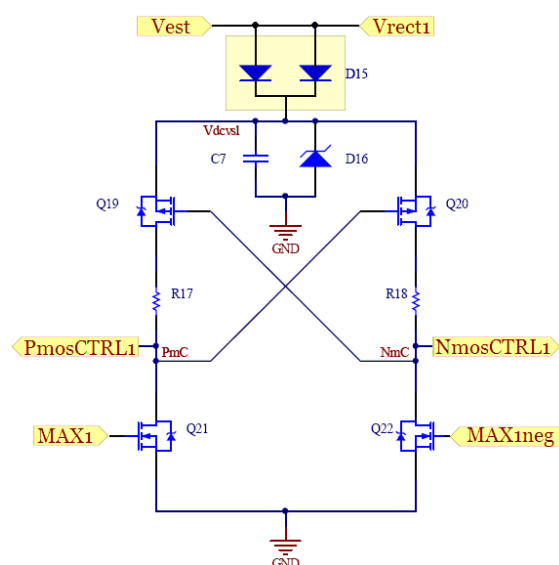 Vest
Vrect1
D15
Vdcvsl
C7
D16
Q19
Q20
GND
R17
R18
PmosCTRL1
PmC
NmC
NmosCTRL1
MAX1
Q21
Q22
MAX1neg
GND